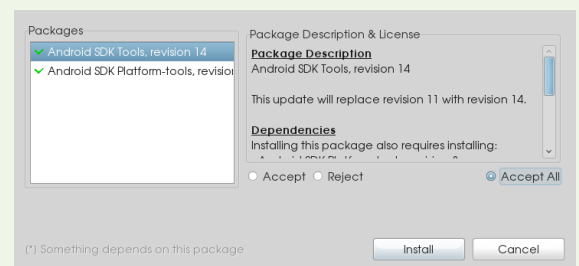 Packages
Android SDK Tools, revision 14
Android SDK Platform-tools, revision
Package Description & License
Package Description
Android SDK Tools, revision 14
This update will replace revision 11 with revision 14.
Dependencies
Installing this package also requires installing:
Accept
Reject
Accept All
(*) Something depends on this package
Install
Cancel